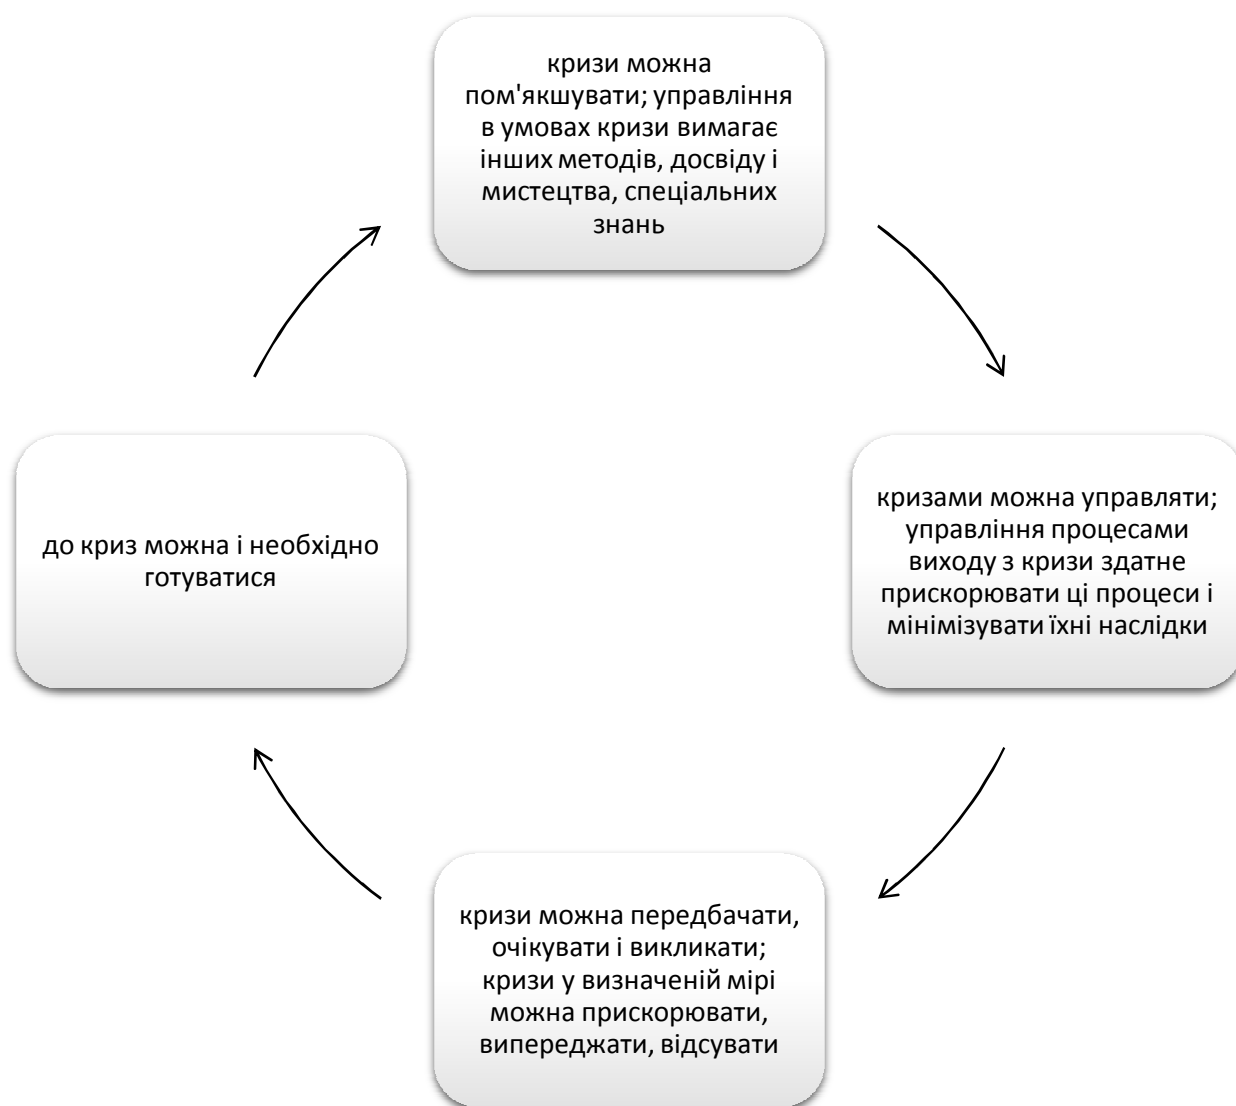 кризи можна
пом'якшувати; управління
в умовах кризи вимагає
інших методів, досвіду і
мистецтва, спеціальних
знань
кризами можна управляти;
управління процесами
виходу з кризи здатне
прискорювати ці процеси і
мінімізувати їхні наслідки
кризи можна передбачати,
очікувати і викликати;
кризи у визначеній мірі
можна прискорювати,
випереджати, відсувати
до криз можна і необхідно
готуватися